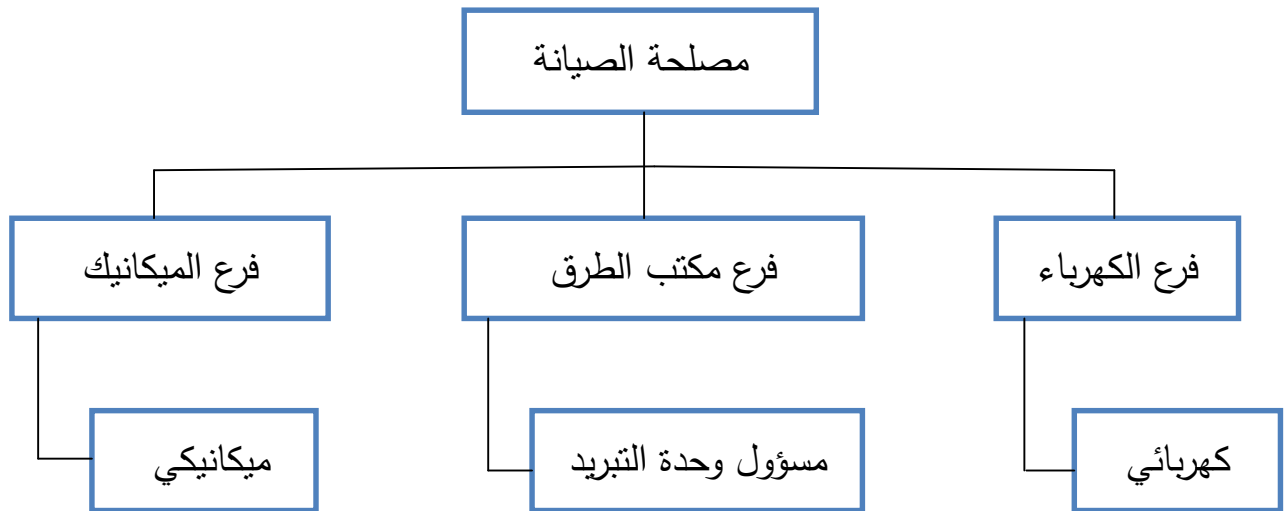 مصلحة الصيانة
فرع الكهرباء
فرع مكتب الطرق
فرع الميكانيك
كهربائي
مسؤول وحدة التبريد
ميكانيكي